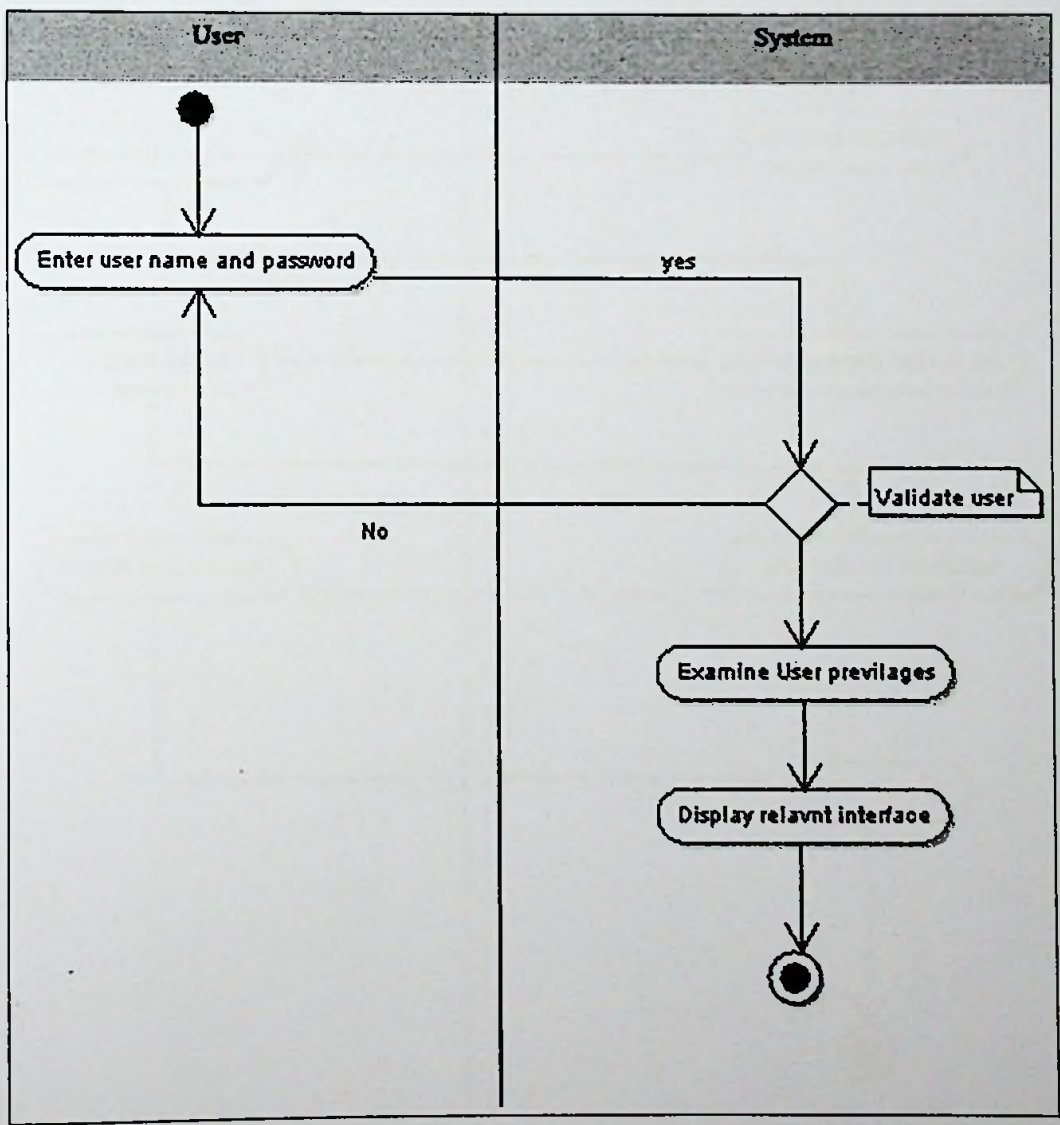 User
System
Enter user name and password
yes
Validate user
No
Examine User previlages
Display relavnt interface